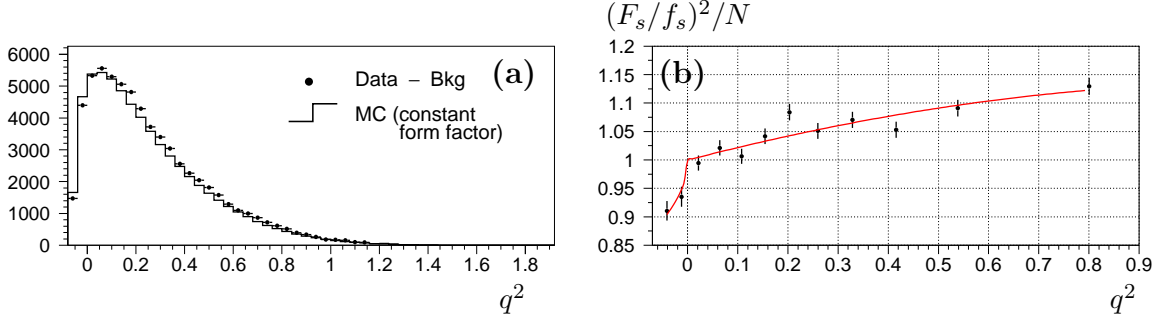 (F_s/f_s)^2/N
6000
5000
4000
3000
2000
1000
0
(a)
Data − Bkg
MC (constant
form factor)
0 0.2 0.4 0.6 0.8 1 1.2 1.4 1.6 1.8
q^2
1.2
1.15
1.1
1.05
1
0.95
0.9
0.85
(b)
0 0.1 0.2 0.3 0.4 0.5 0.6 0.7 0.8 0.9
q^2